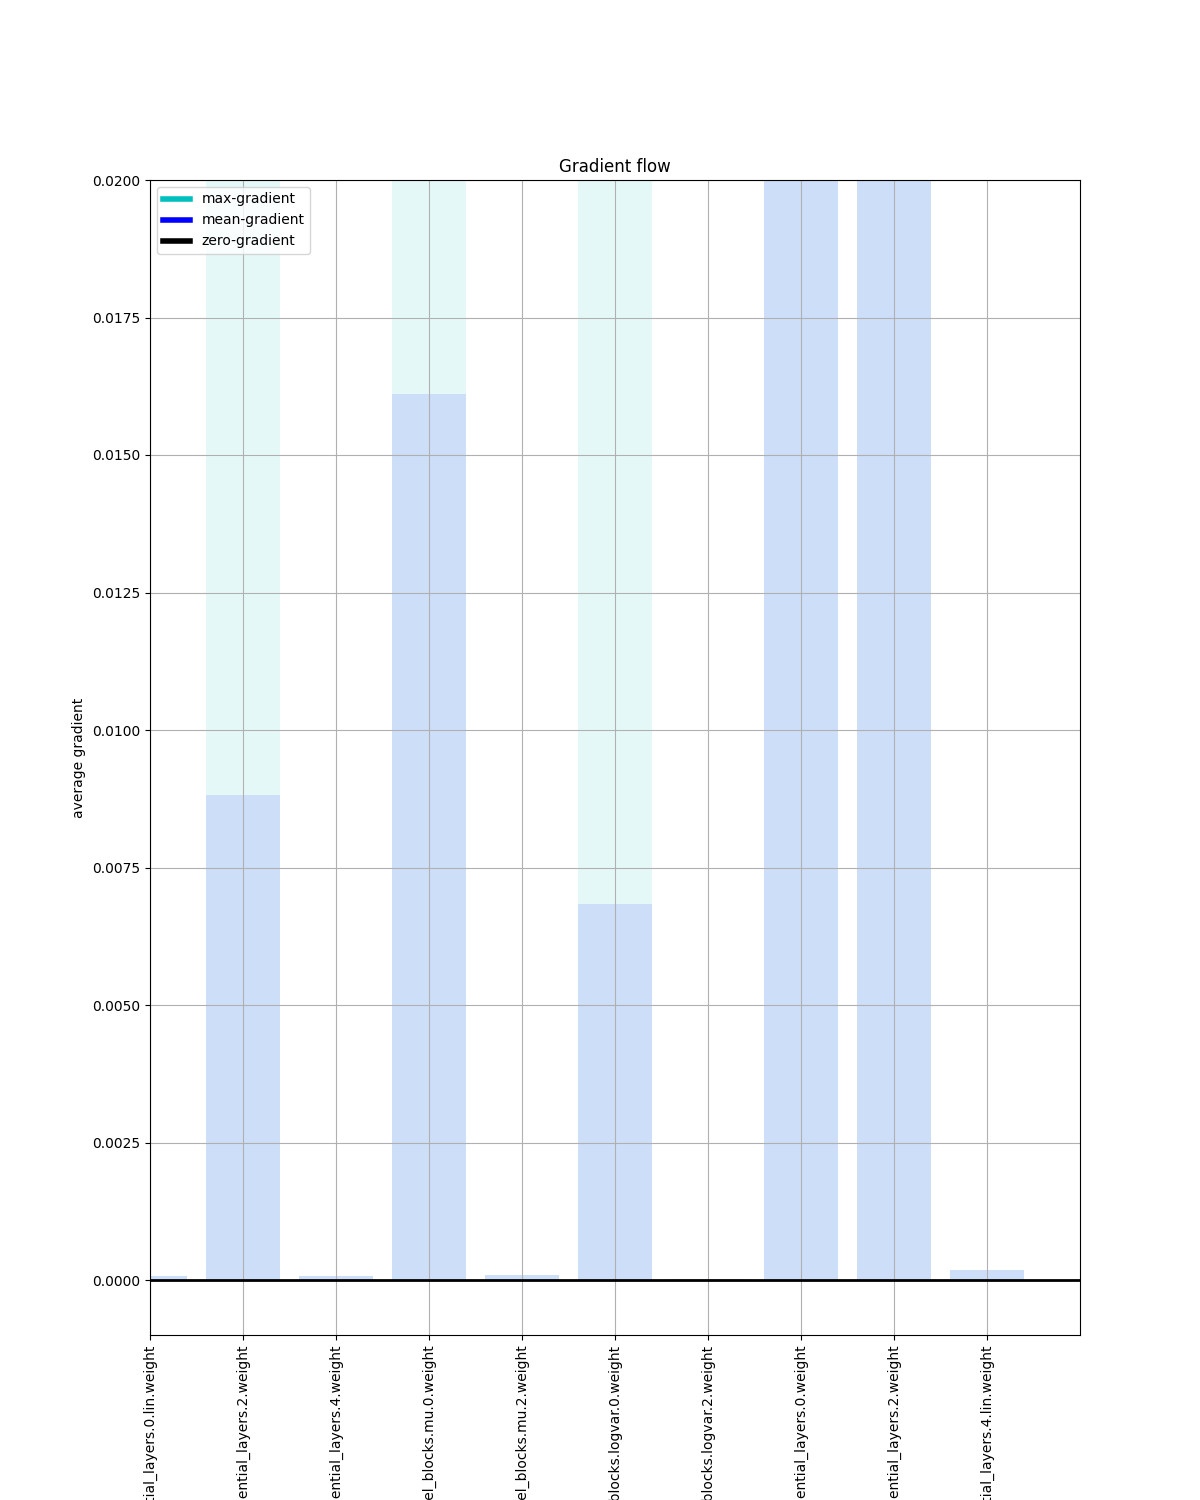 Gradient flow
max-gradient
mean-gradient
zero-gradient
0.0200
0.0175
0.0150
0.0125
0.0100
0.0075
0.0050
0.0025
0.0000
average gradient
tial_layers.0.lin.weight
ential_layers.2.weight
ential_layers.4.weight
el_blocks.mu.0.weight
el_blocks.mu.2.weight
blocks.logvar.0.weight
blocks.logvar.2.weight
ential_layers.0.weight
ential_layers.2.weight
tial_layers.4.lin.weight